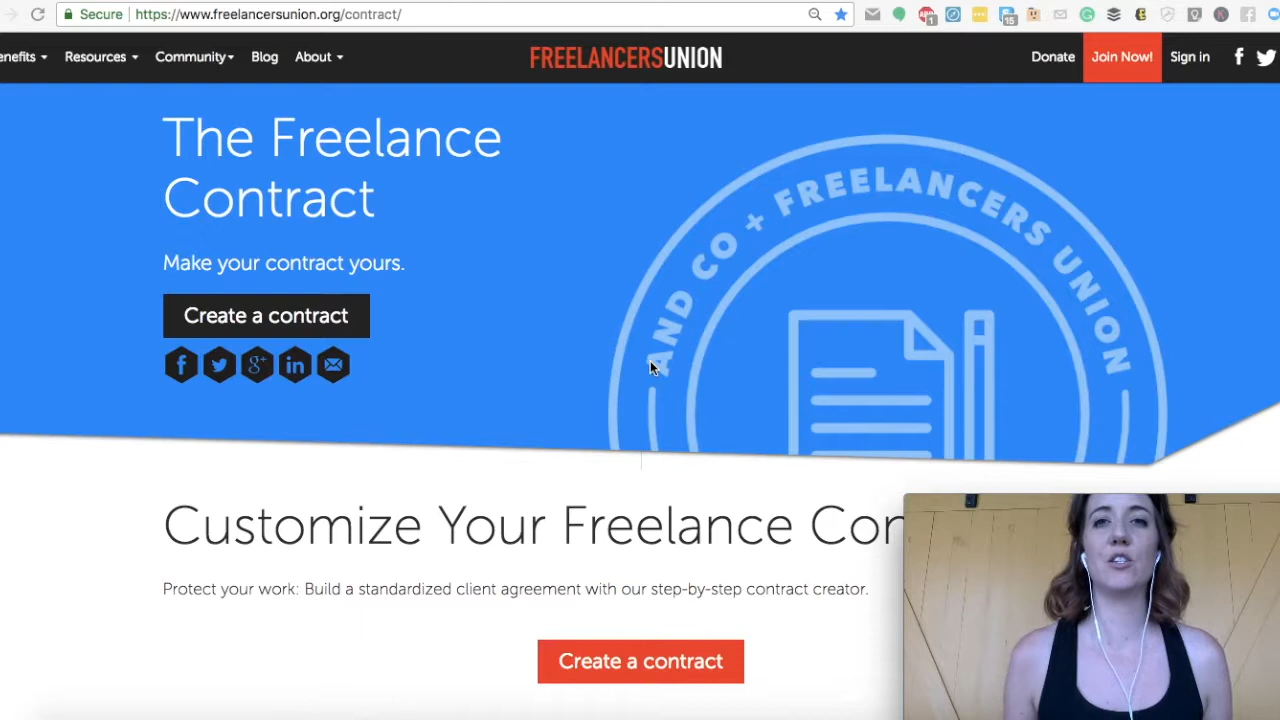 Secure https://www.freelancersunion.org/contract/
1
15
enefits Resources Community Blog About FREELANCERSUNION Donate Join Now! Sign in
The Freelance
Contract
Make your contract yours.
Create a contract
AND CO + FREELANCERS UNION
Customize Your Freelance Con
Protect your work: Build a standardized client agreement with our step-by-step contract creator.
Create a contract